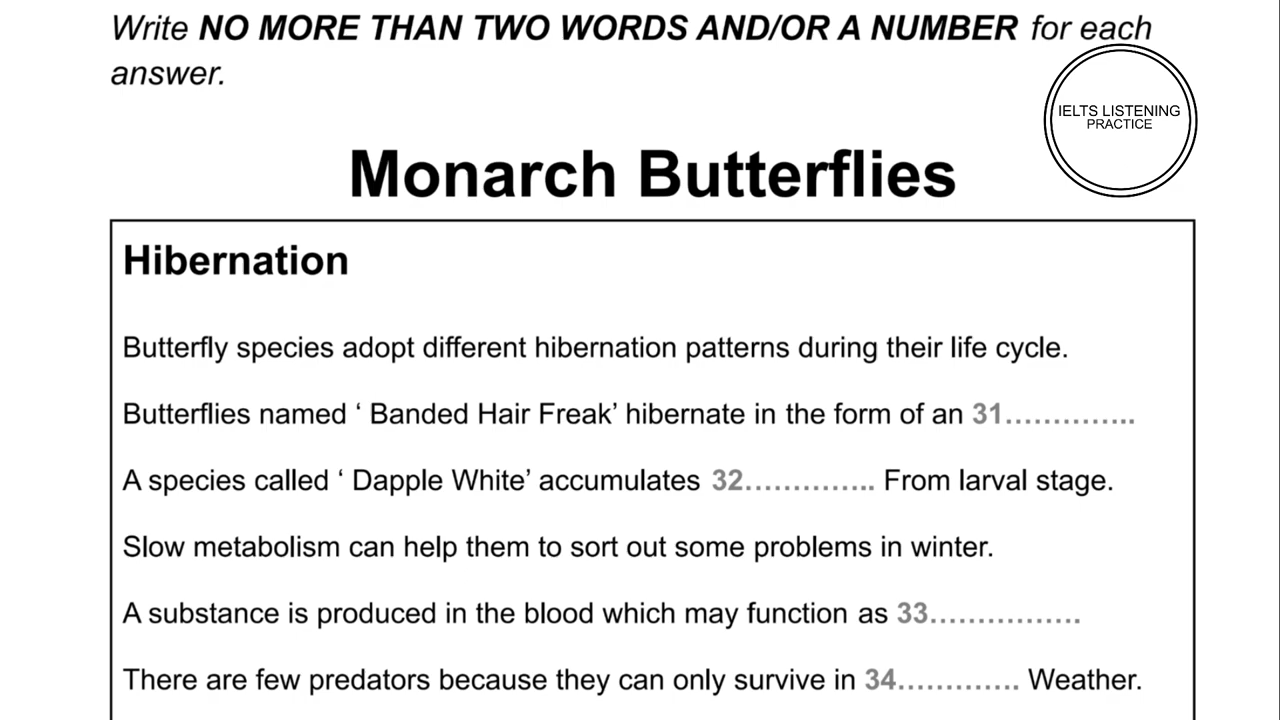 Write NO MORE THAN TWO WORDS AND/OR A NUMBER for each
answer.
IELTS LISTENING
PRACTICE
Monarch Butterflies
Hibernation
Butterfly species adopt different hibernation patterns during their life cycle.
Butterflies named ‘ Banded Hair Freak’ hibernate in the form of an 31…………..
A species called ‘ Dapple White’ accumulates 32………….. From larval stage.
Slow metabolism can help them to sort out some problems in winter.
A substance is produced in the blood which may function as 33…………….
There are few predators because they can only survive in 34…………. Weather.